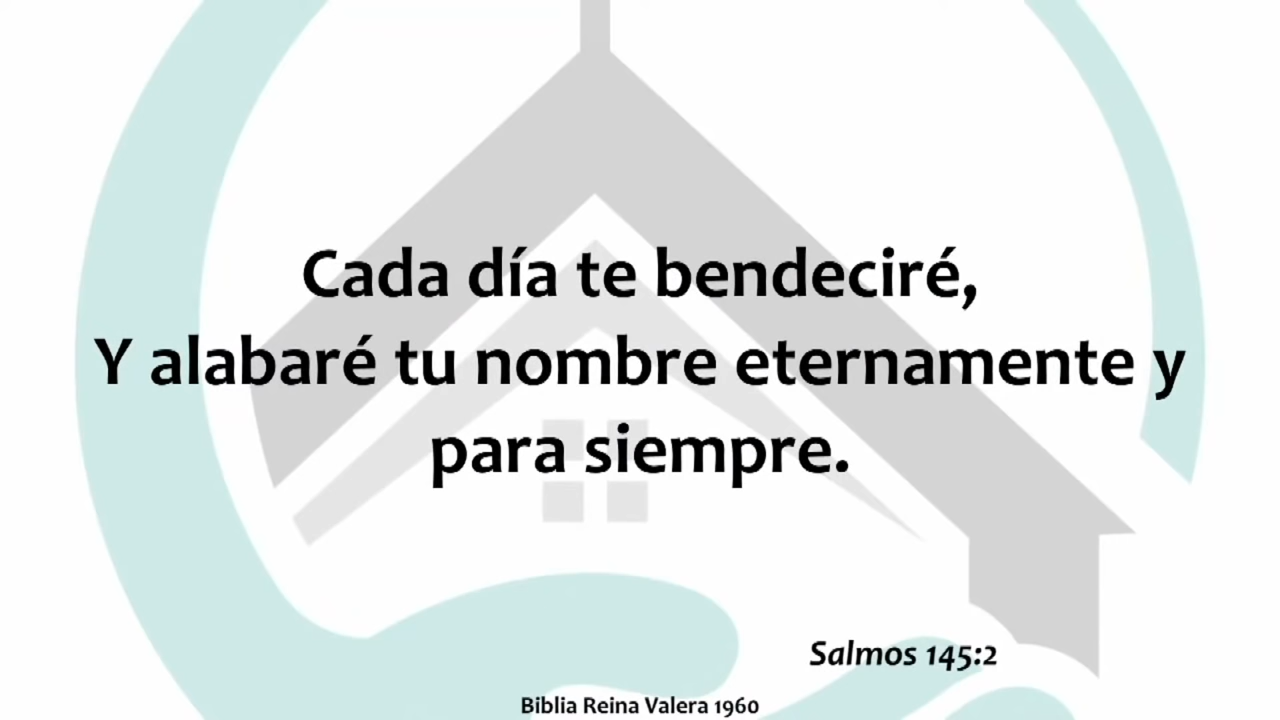 Cada día te bendeciré,
Y alabaré tu nombre eternamente y
para siempre.
Salmos 145:2
Biblia Reina Valera 1960